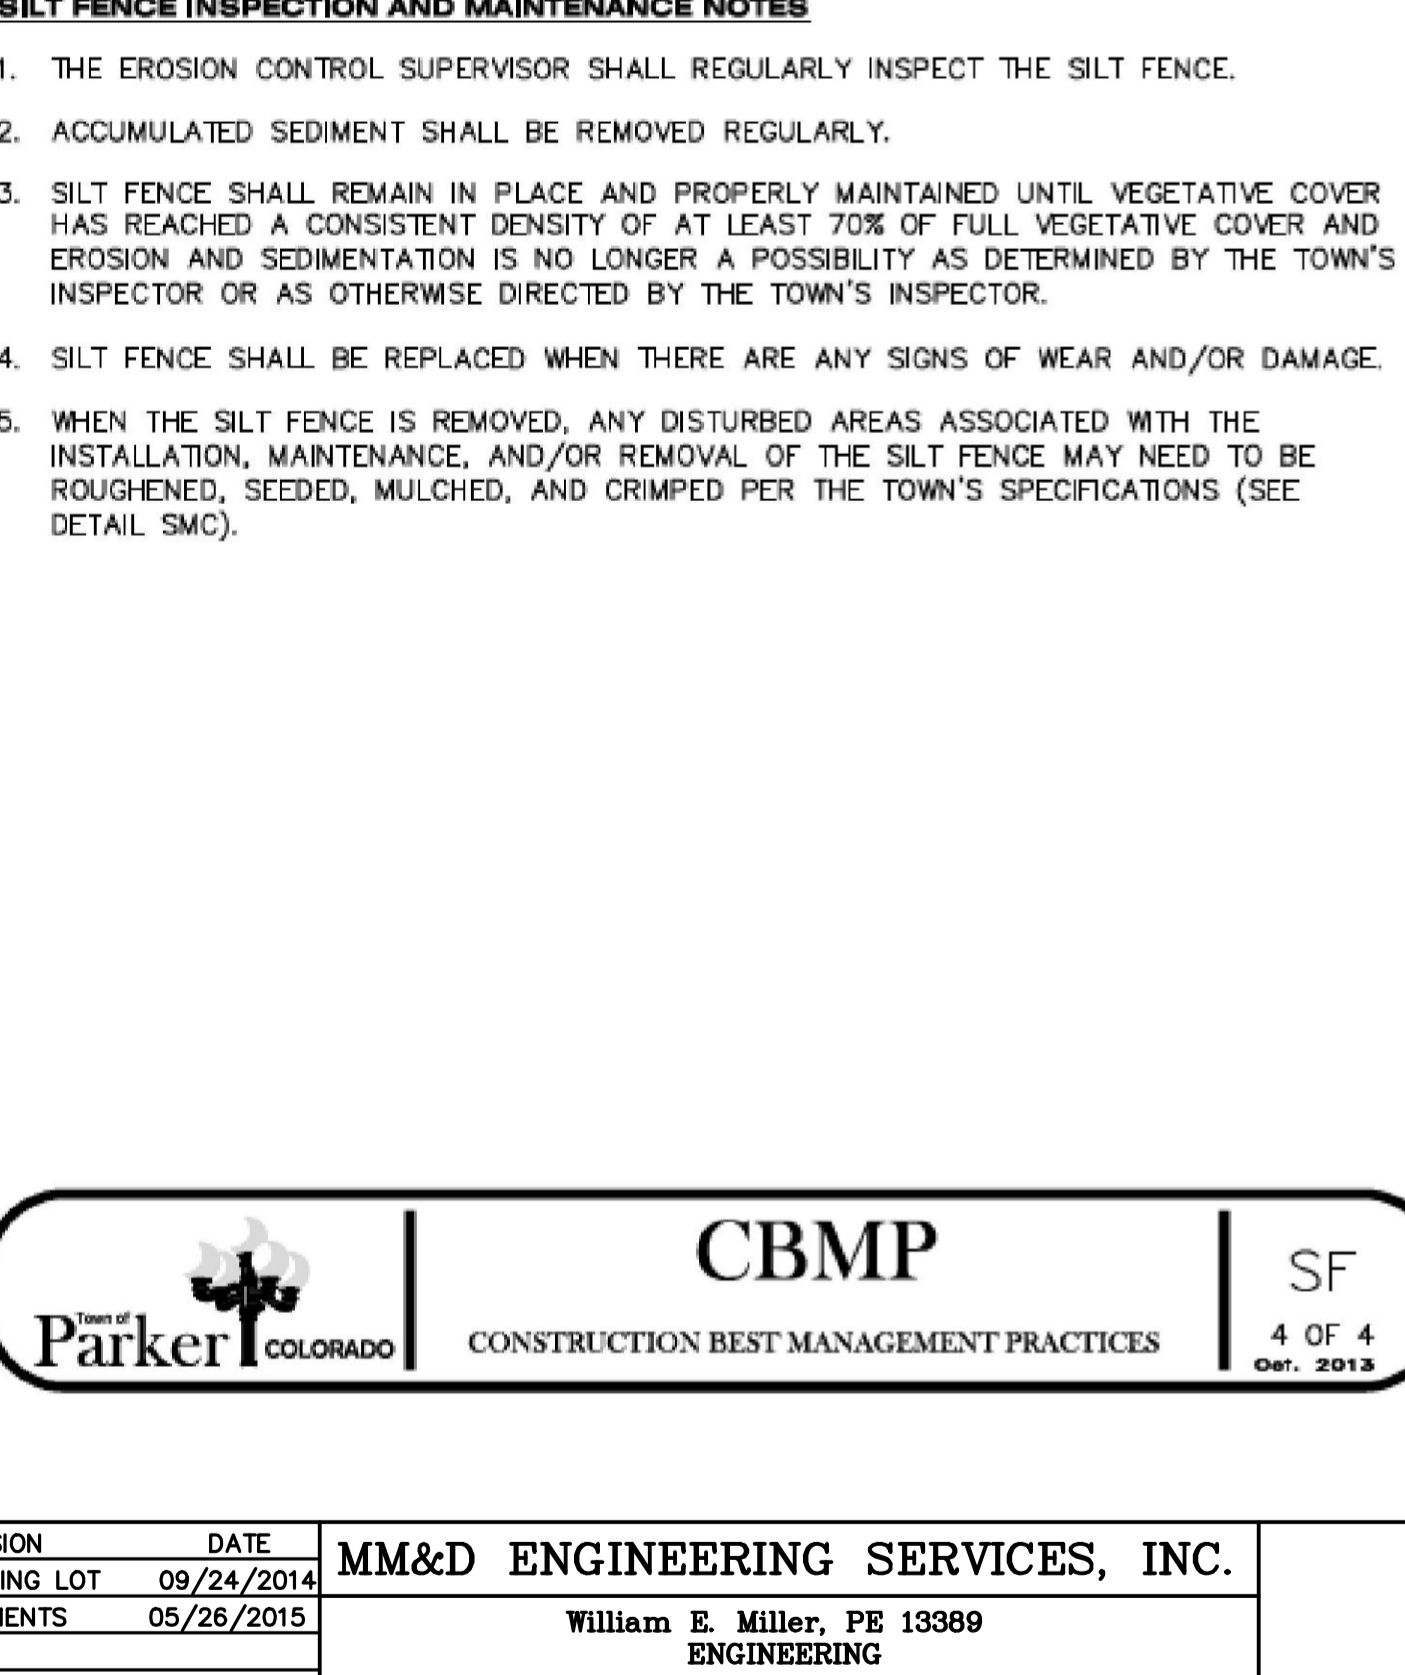 SILT FENCE INSPECTION AND MAINTENANCE NOTES
1. THE EROSION CONTROL SUPERVISOR SHALL REGULARLY INSPECT THE SILT FENCE.
2. ACCUMULATED SEDIMENT SHALL BE REMOVED REGULARLY.
3. SILT FENCE SHALL REMAIN IN PLACE AND PROPERLY MAINTAINED UNTIL VEGETATIVE COVER
HAS REACHED A CONSISTENT DENSITY OF AT LEAST 70% OF FULL VEGETATIVE COVER AND
EROSION AND SEDIMENTATION IS NO LONGER A POSSIBILITY AS DETERMINED BY THE TOWN'S
INSPECTOR OR AS OTHERWISE DIRECTED BY THE TOWN'S INSPECTOR.
4. SILT FENCE SHALL BE REPLACED WHEN THERE ARE ANY SIGNS OF WEAR AND/OR DAMAGE.
5. WHEN THE SILT FENCE IS REMOVED, ANY DISTURBED AREAS ASSOCIATED WITH THE
INSTALLATION, MAINTENANCE, AND/OR REMOVAL OF THE SILT FENCE MAY NEED TO BE
ROUGHENED, SEEDED, MULCHED, AND CRIMPED PER THE TOWN'S SPECIFICATIONS (SEE
DETAIL SMC).
Town of
Parker COLORADO
CBMP
CONSTRUCTION BEST MANAGEMENT PRACTICES
SF
4 OF 4
Oct. 2013
SION DATE
ING LOT 09/24/2014
MENTS 05/26/2015
MM&D ENGINEERING SERVICES, INC.
William E. Miller, PE 13389
ENGINEERING